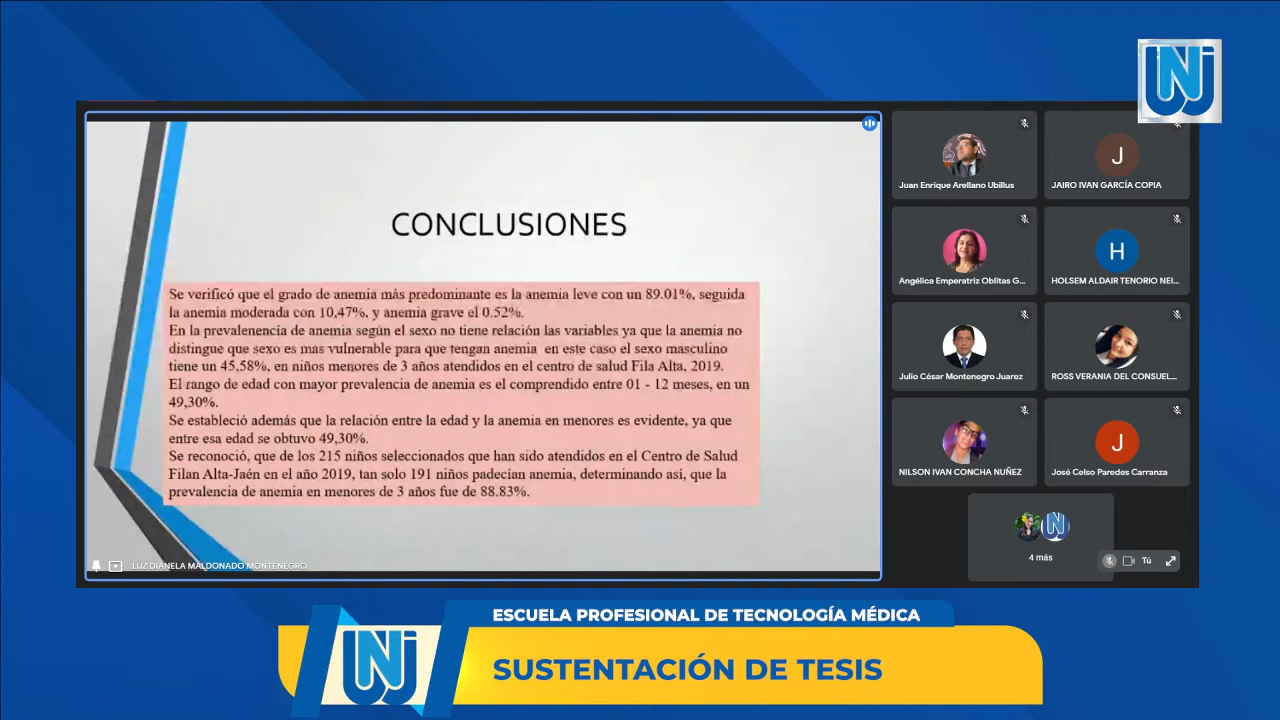 UNJ
CONCLUSIONES
Se verificó que el grado de anemia más predominante es la anemia leve con un 89.01%, seguida
la anemia moderada con 10,47%, y anemia grave el 0.52%.
En la prevalenencia de anemia según el sexo no tiene relación las variables ya que la anemia no
distingue que sexo es mas vulnerable para que tengan anemia en este caso el sexo masculino
tiene un 45,58%, en niños menores de 3 años atendidos en el centro de salud Fila Alta, 2019.
El rango de edad con mayor prevalencia de anemia es el comprendido entre 01 - 12 meses, en un
49,30%.
Se estableció además que la relación entre la edad y la anemia en menores es evidente, ya que
entre esa edad se obtuvo 49,30%.
Se reconoció, que de los 215 niños seleccionados que han sido atendidos en el Centro de Salud
Filan Alta-Jaén en el año 2019, tan solo 191 niños padecían anemia, determinando así, que la
prevalencia de anemia en menores de 3 años fue de 88.83%.
LUZ DIANELA MALDONADO MONTENEGRO
Juan Enrique Arellano Ubillus
J
JAIRO IVAN GARCÍA COPIA
Angélica Emperatriz Oblitas G...
H
HOLSEM ALDAIR TENORIO NEI...
Julio César Montenegro Juarez
ROSS VERANIA DEL CONSUEL...
NILSON IVAN CONCHA NUÑEZ
J
José Celso Paredes Carranza
4 más
Tú
ESCUELA PROFESIONAL DE TECNOLOGÍA MÉDICA
UNJ
SUSTENTACIÓN DE TESIS